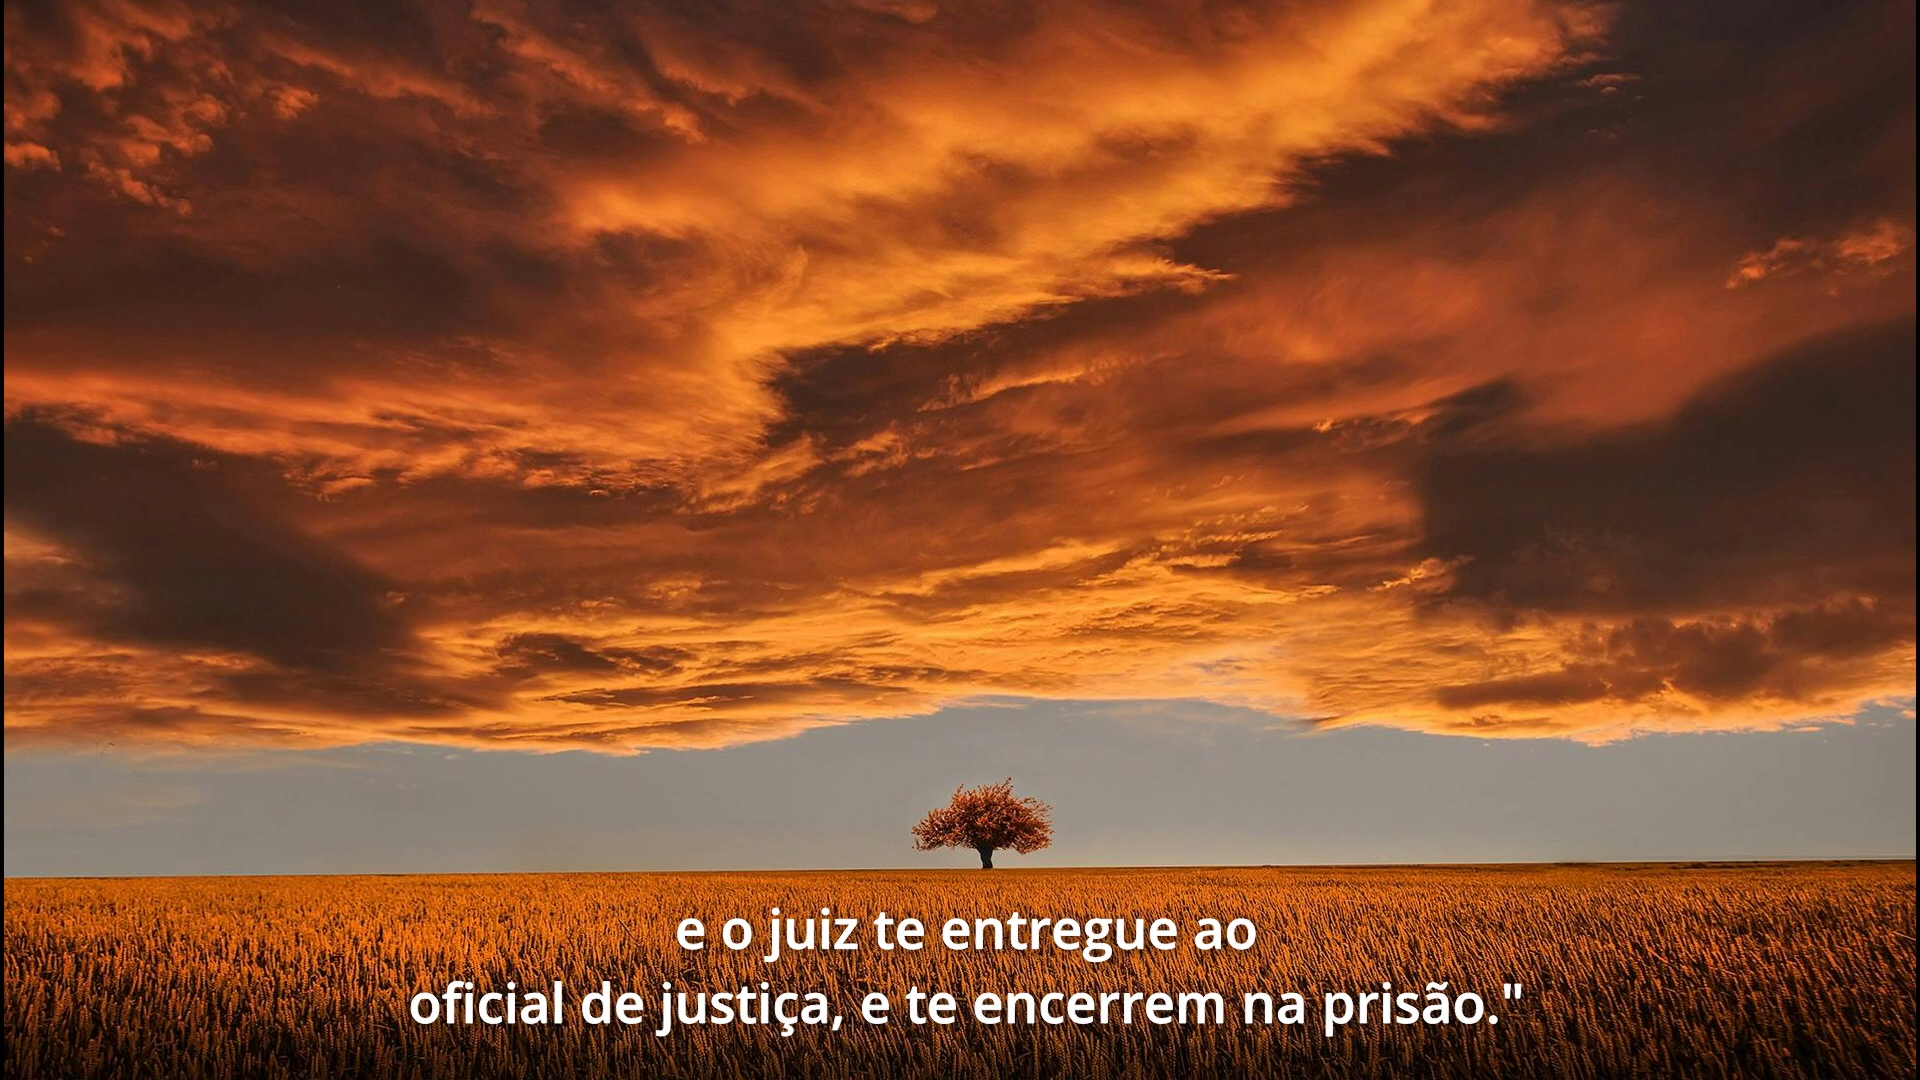 e o juiz te entregue ao
oficial de justiça, e te encerrem na prisão."